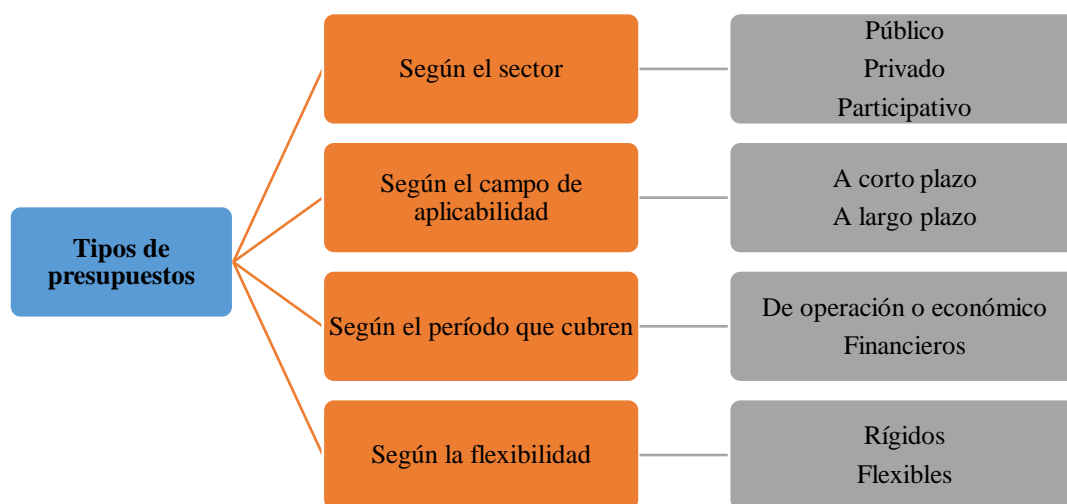 Tipos de
presupuestos
Según el sector
Público
Privado
Participativo
Según el campo de
aplicabilidad
A corto plazo
A largo plazo
Según el período que cubren
De operación o económico
Financieros
Según la flexibilidad
Rígidos
Flexibles